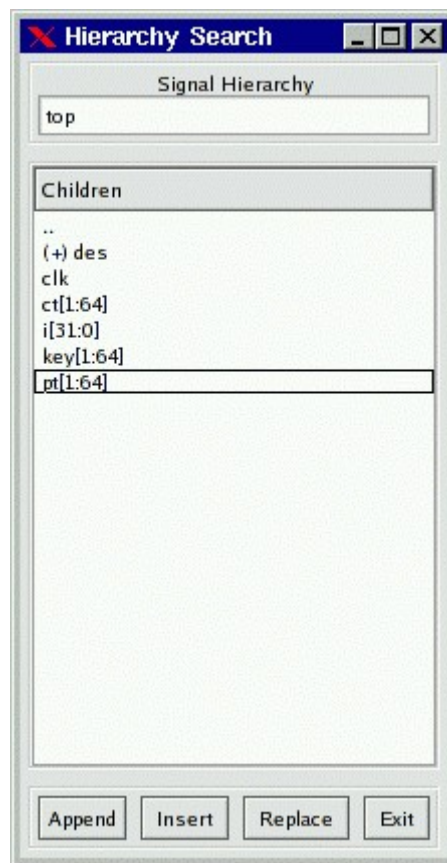 Hierarchy Search
Signal Hierarchy
top
Children
..
(+) des
clk
ct[1:64]
i[31:0]
key[1:64]
pt[1:64]
Append Insert Replace Exit